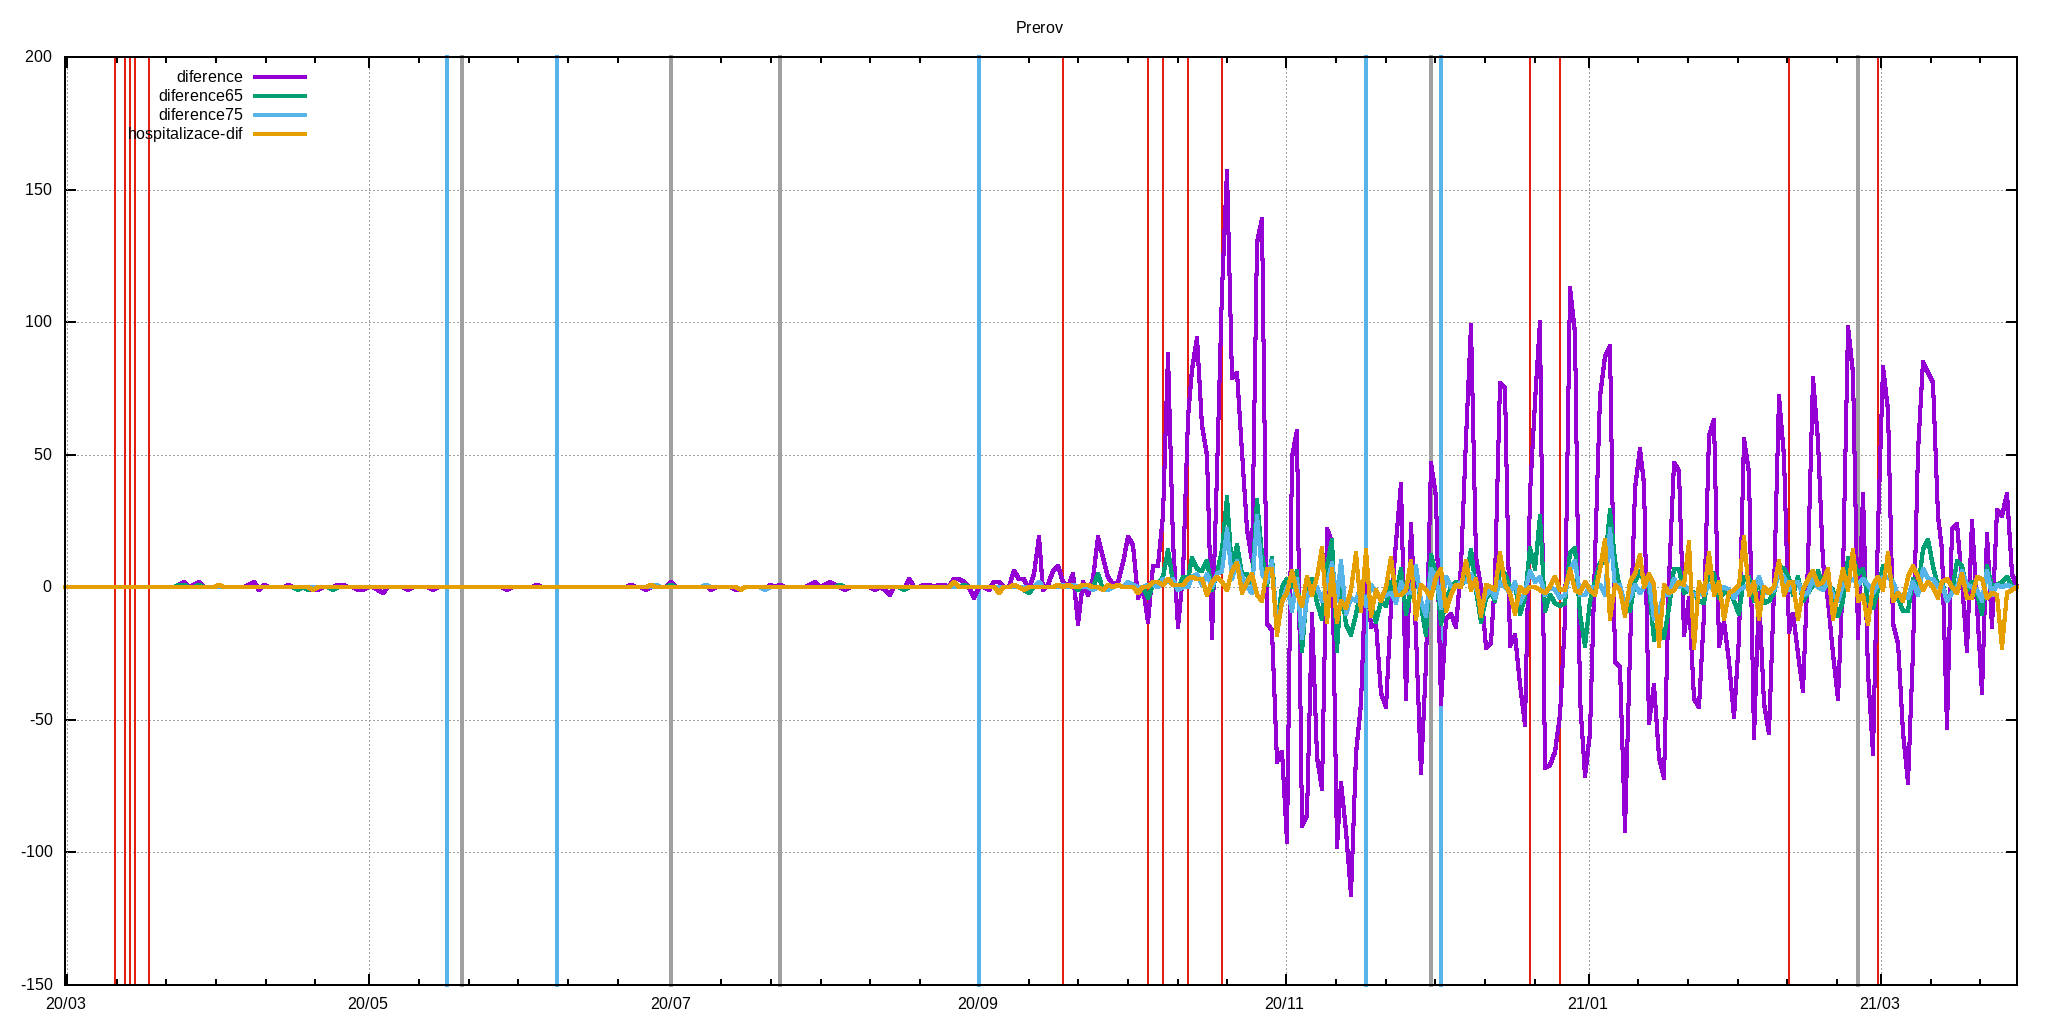 Prerov
200
150
100
50
0
-50
-100
-150
diference
diference65
diference75
hospitalizace-dif
20/03 20/05 20/07 20/09 20/11 21/01 21/03